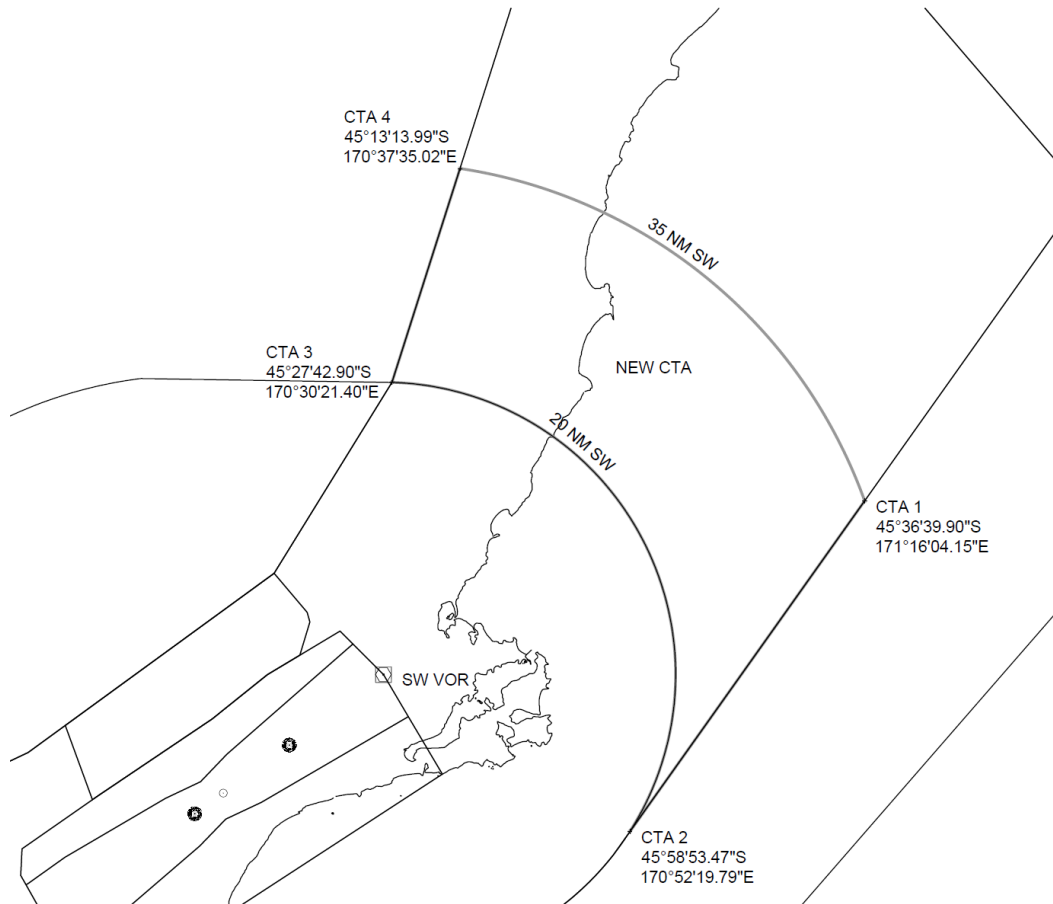 CTA 4
45°13'13.99"S
170°37'35.02"E
35 NM SW
CTA 3
45°27'42.90"S
170°30'21.40"E
NEW CTA
20 NM SW
CTA 1
45°36'39.90"S
171°16'04.15"E
SW VOR
CTA 2
45°58'53.47"S
170°52'19.79"E